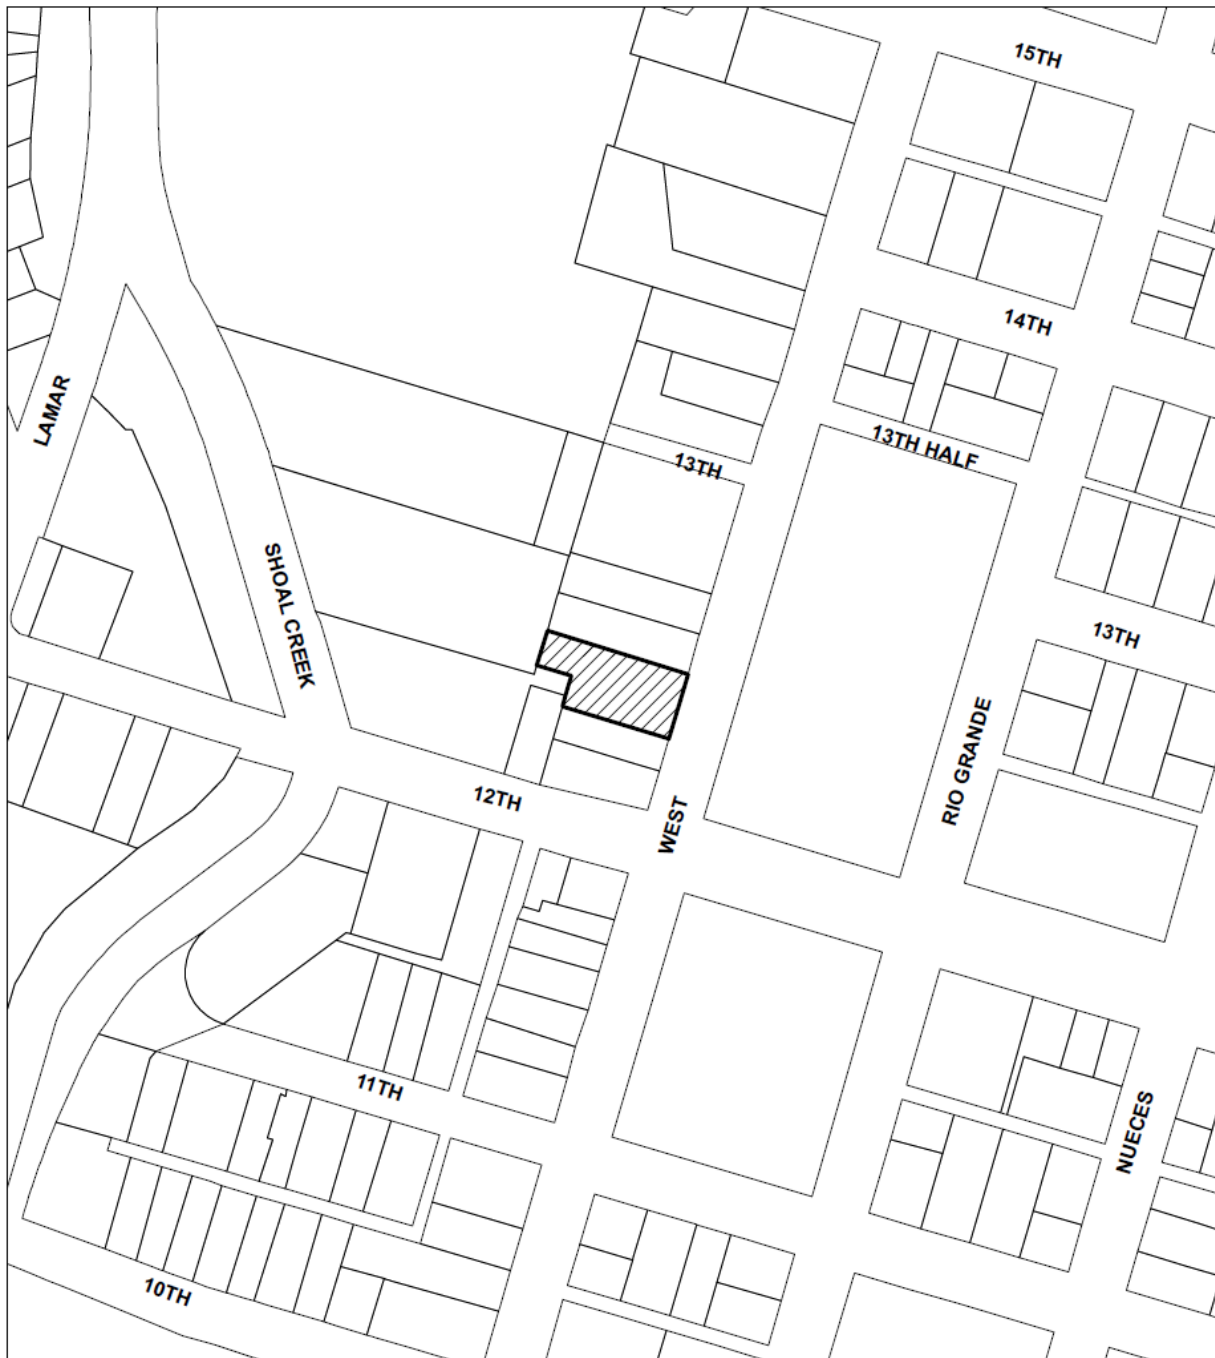 15TH
14TH
LAMAR
13TH HALF
13TH
SHOAL CREEK
13TH
RIO GRANDE
12TH
WEST
11TH
NUECES
10TH